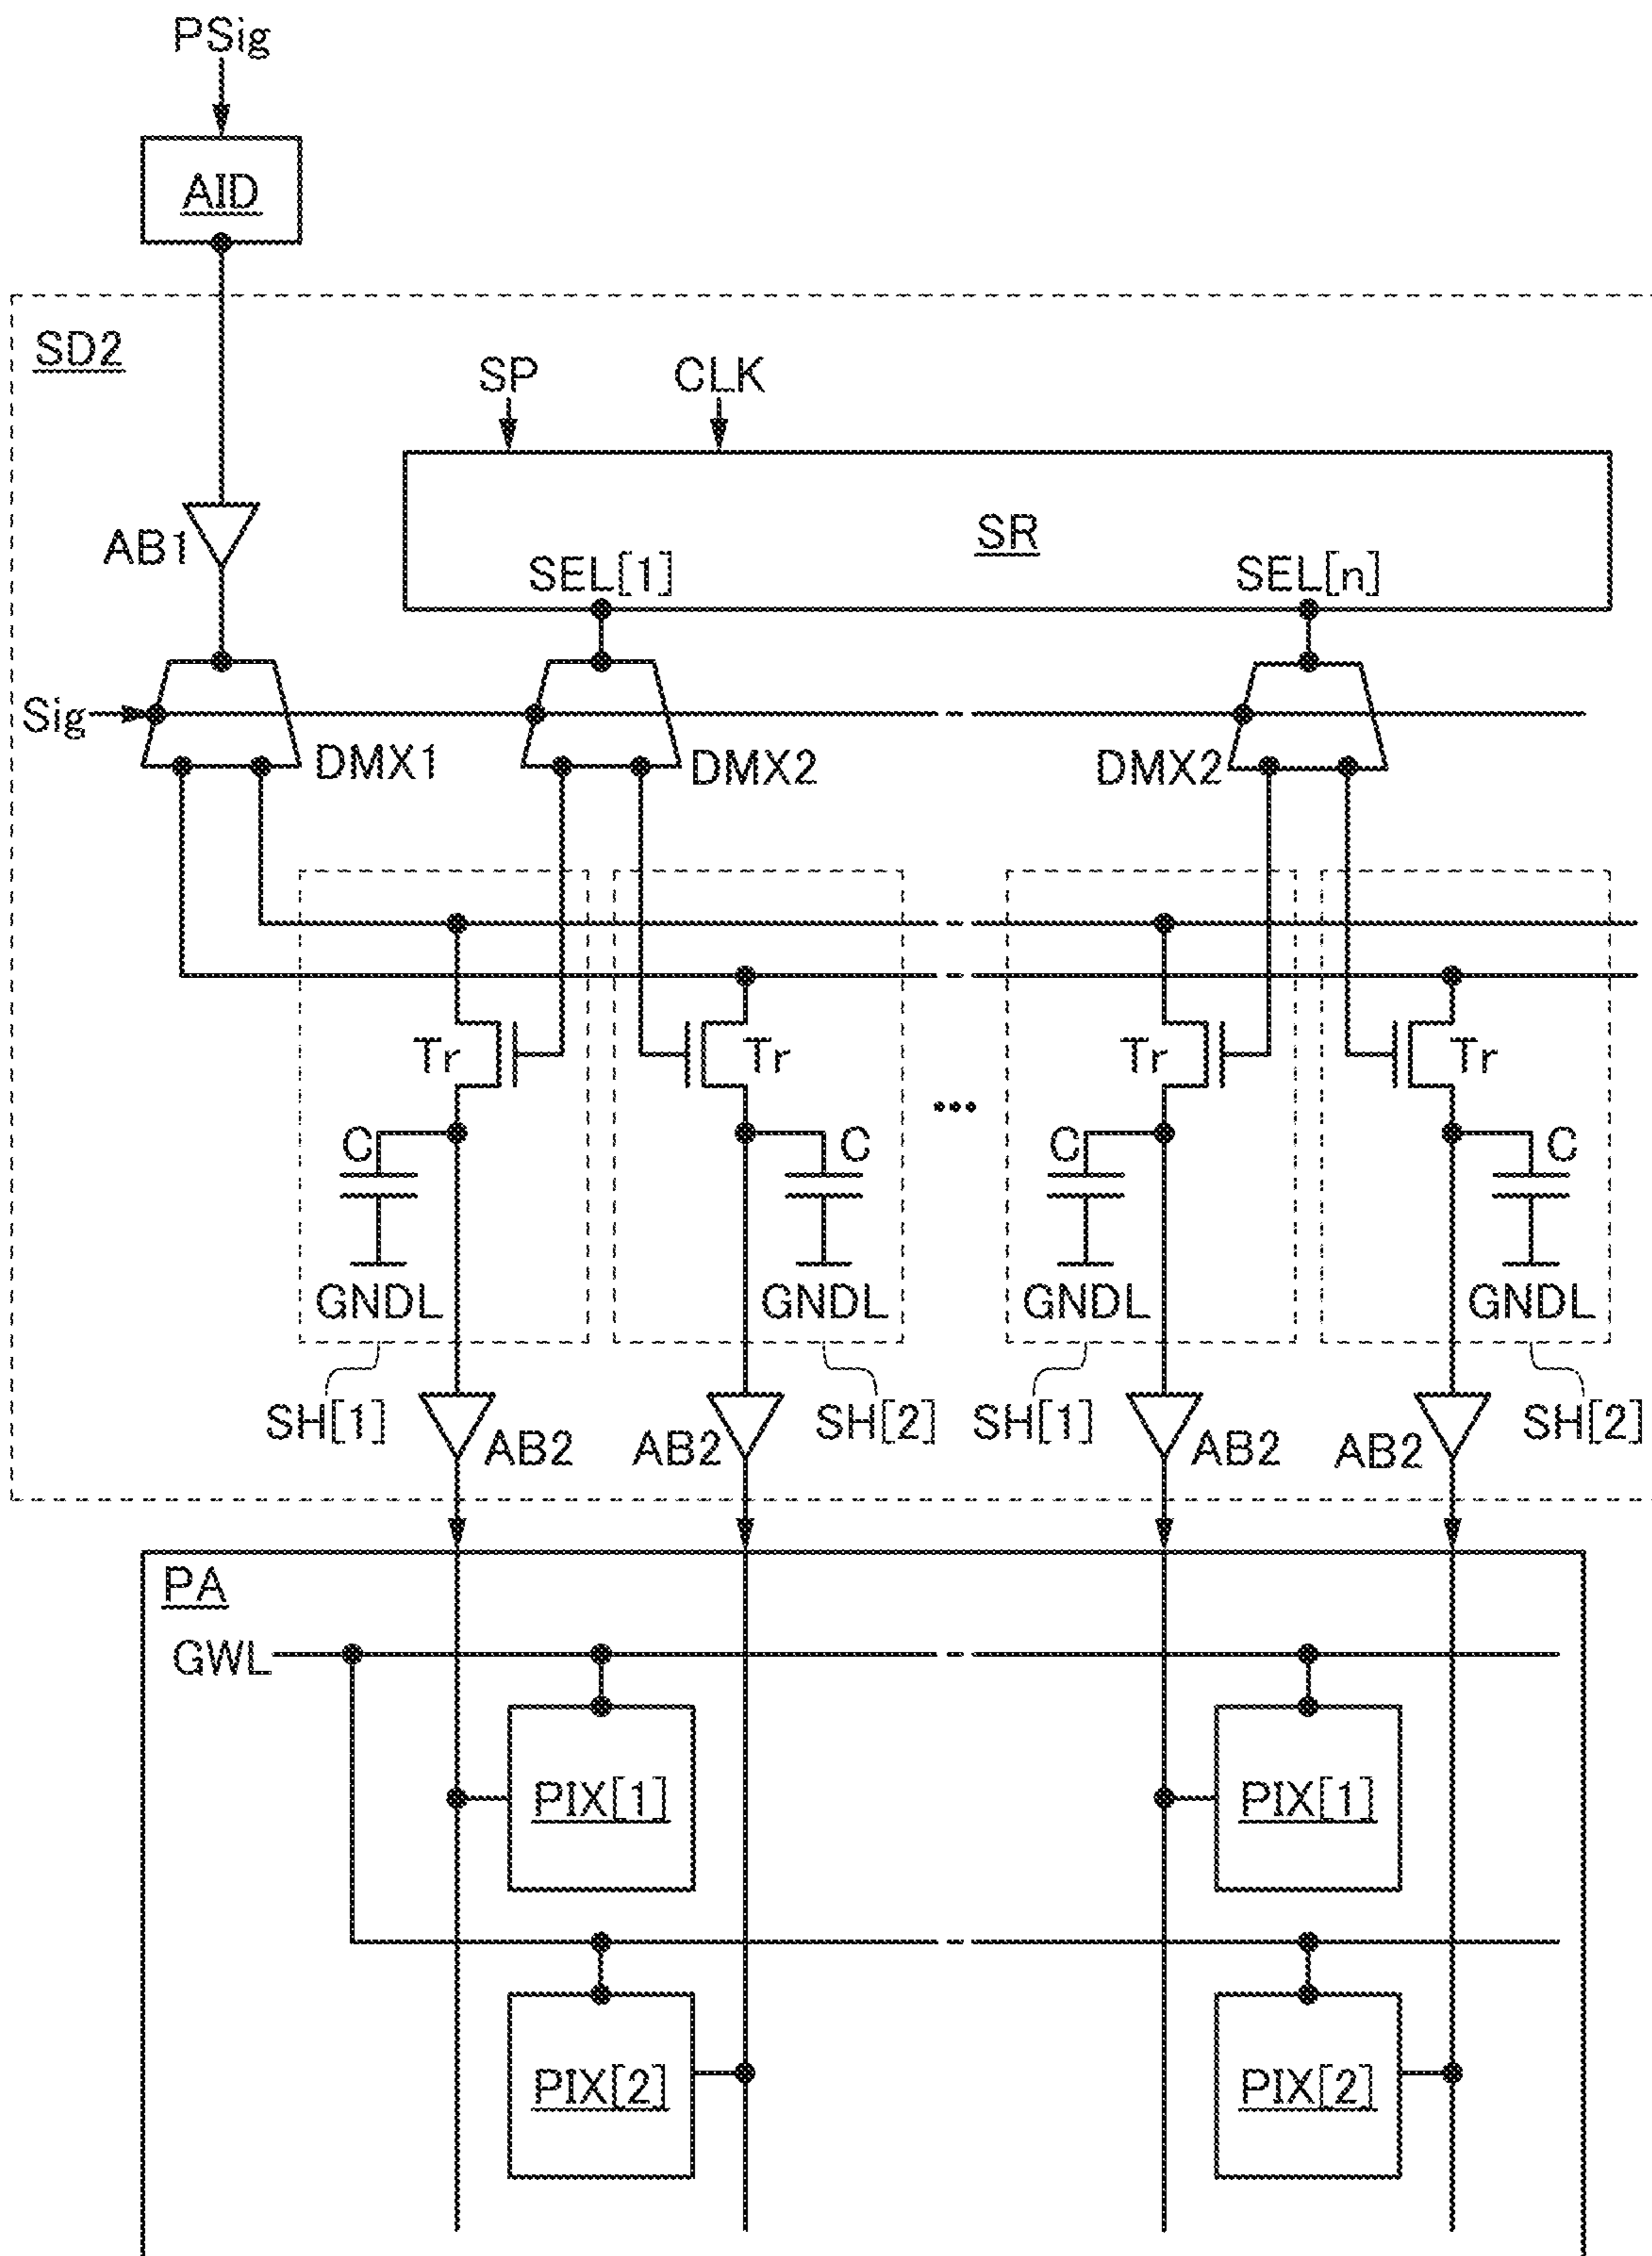 PSig
AID
SD2
SP CLK
AB1
SR
SEL[1] SEL[n]
Sig
DMX1 DMX2 DMX2
Tr Tr Tr Tr
C C C C
GNDL GNDL GNDL GNDL
SH[1] SH[2] SH[1] SH[2]
AB2 AB2 AB2 AB2
PA
GWL
PIX[1] PIX[1]
PIX[2] PIX[2]